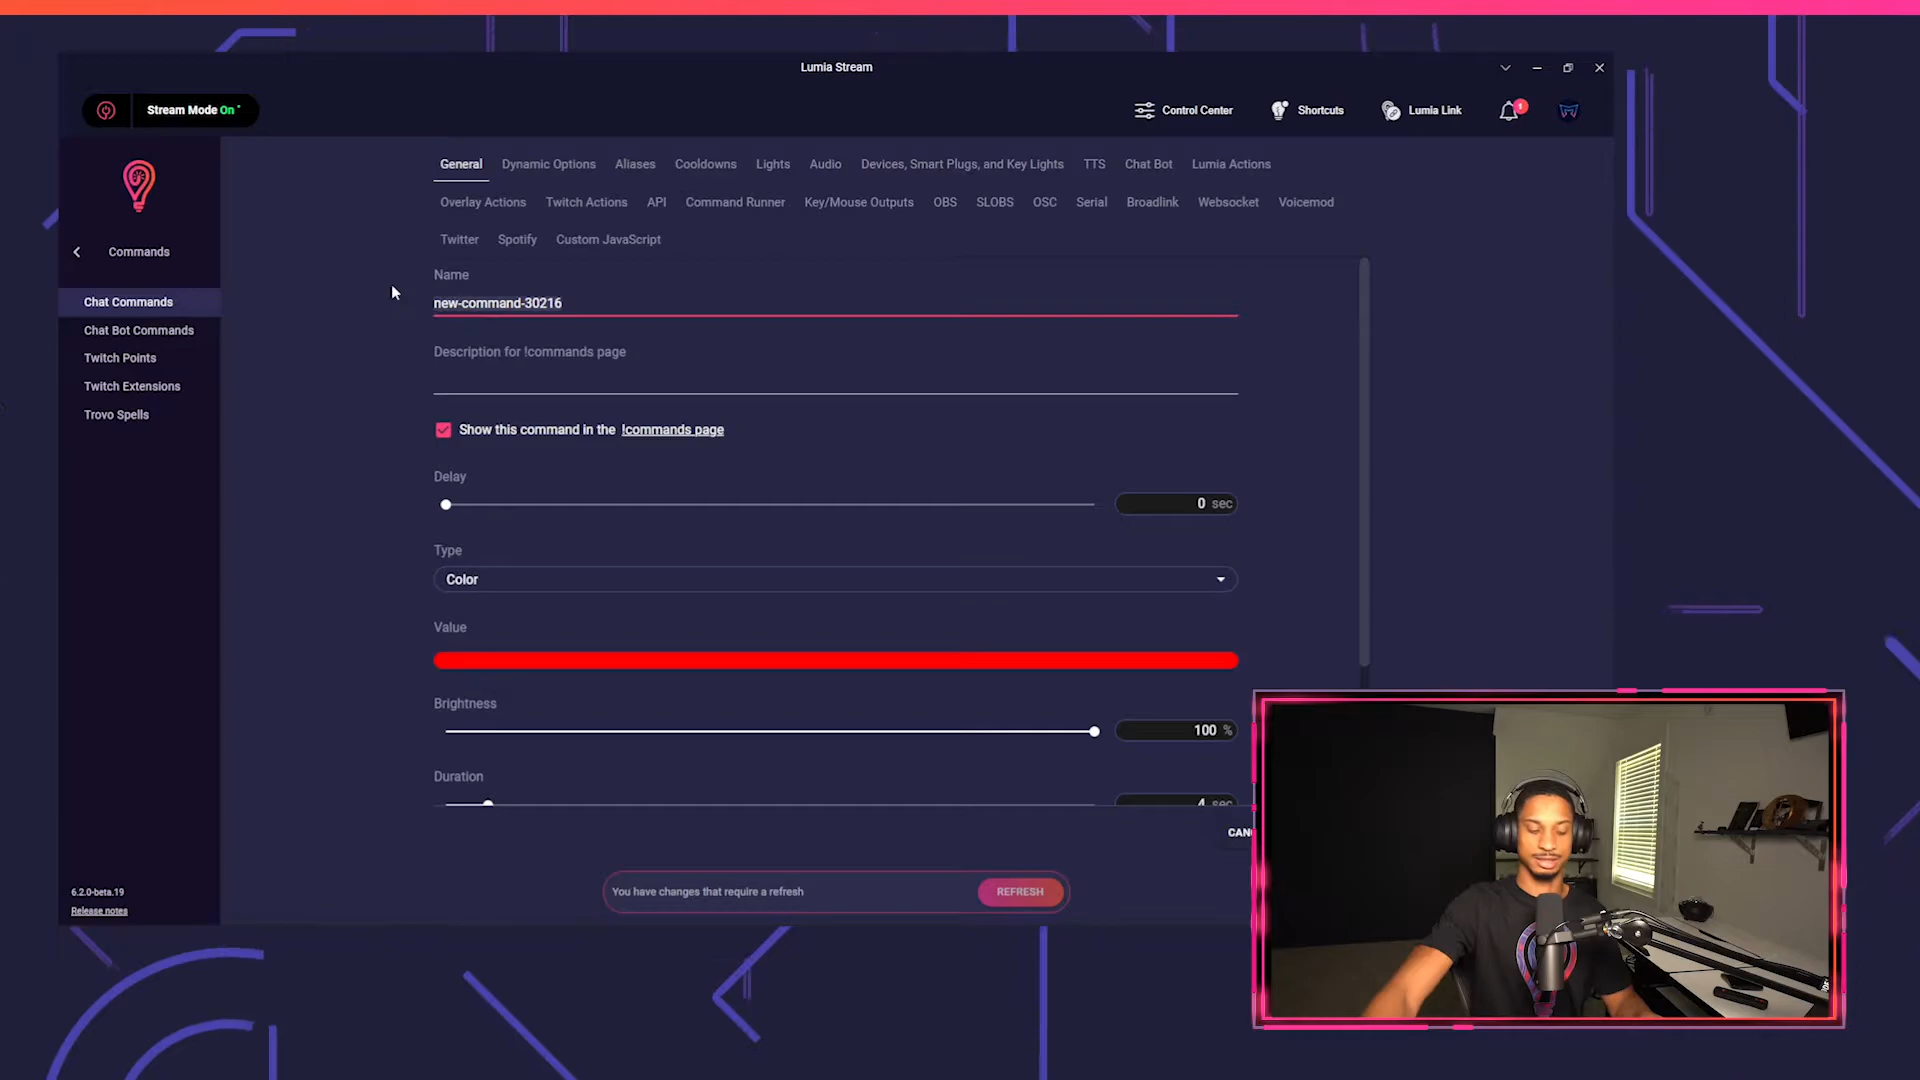 Lumia Stream
Stream Mode On
Control Center
Shortcuts
Lumia Link
1
General Dynamic Options Aliases Cooldowns Lights Audio Devices, Smart Plugs, and Key Lights TTS Chat Bot Lumia Actions
Overlay Actions Twitch Actions API Command Runner Key/Mouse Outputs OBS SLOBS OSC Serial Broadlink Websocket Voicemod
Twitter Spotify Custom JavaScript
Commands
Chat Commands
Chat Bot Commands
Twitch Points
Twitch Extensions
Trovo Spells
Name
new-command-30216
Description for !commands page
Show this command in the !commands page
Delay
0 sec
Type
Color
Value
Brightness
100 %
Duration
4 sec
You have changes that require a refresh
REFRESH
6.2.0-beta.19
Release notes